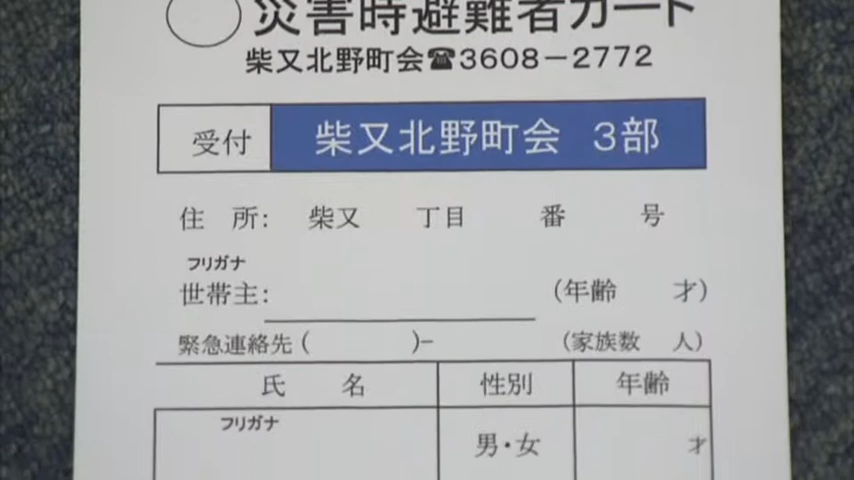 災害時避難者カード
柴又北野町会☎3608－2772
受付 柴又北野町会 3部
住 所: 柴又 丁目 番 号
フリガナ
世帯主: (年齢 才)
緊急連絡先( )- (家族数 人)
氏 名 性別 年齢
フリガナ
男・女 才